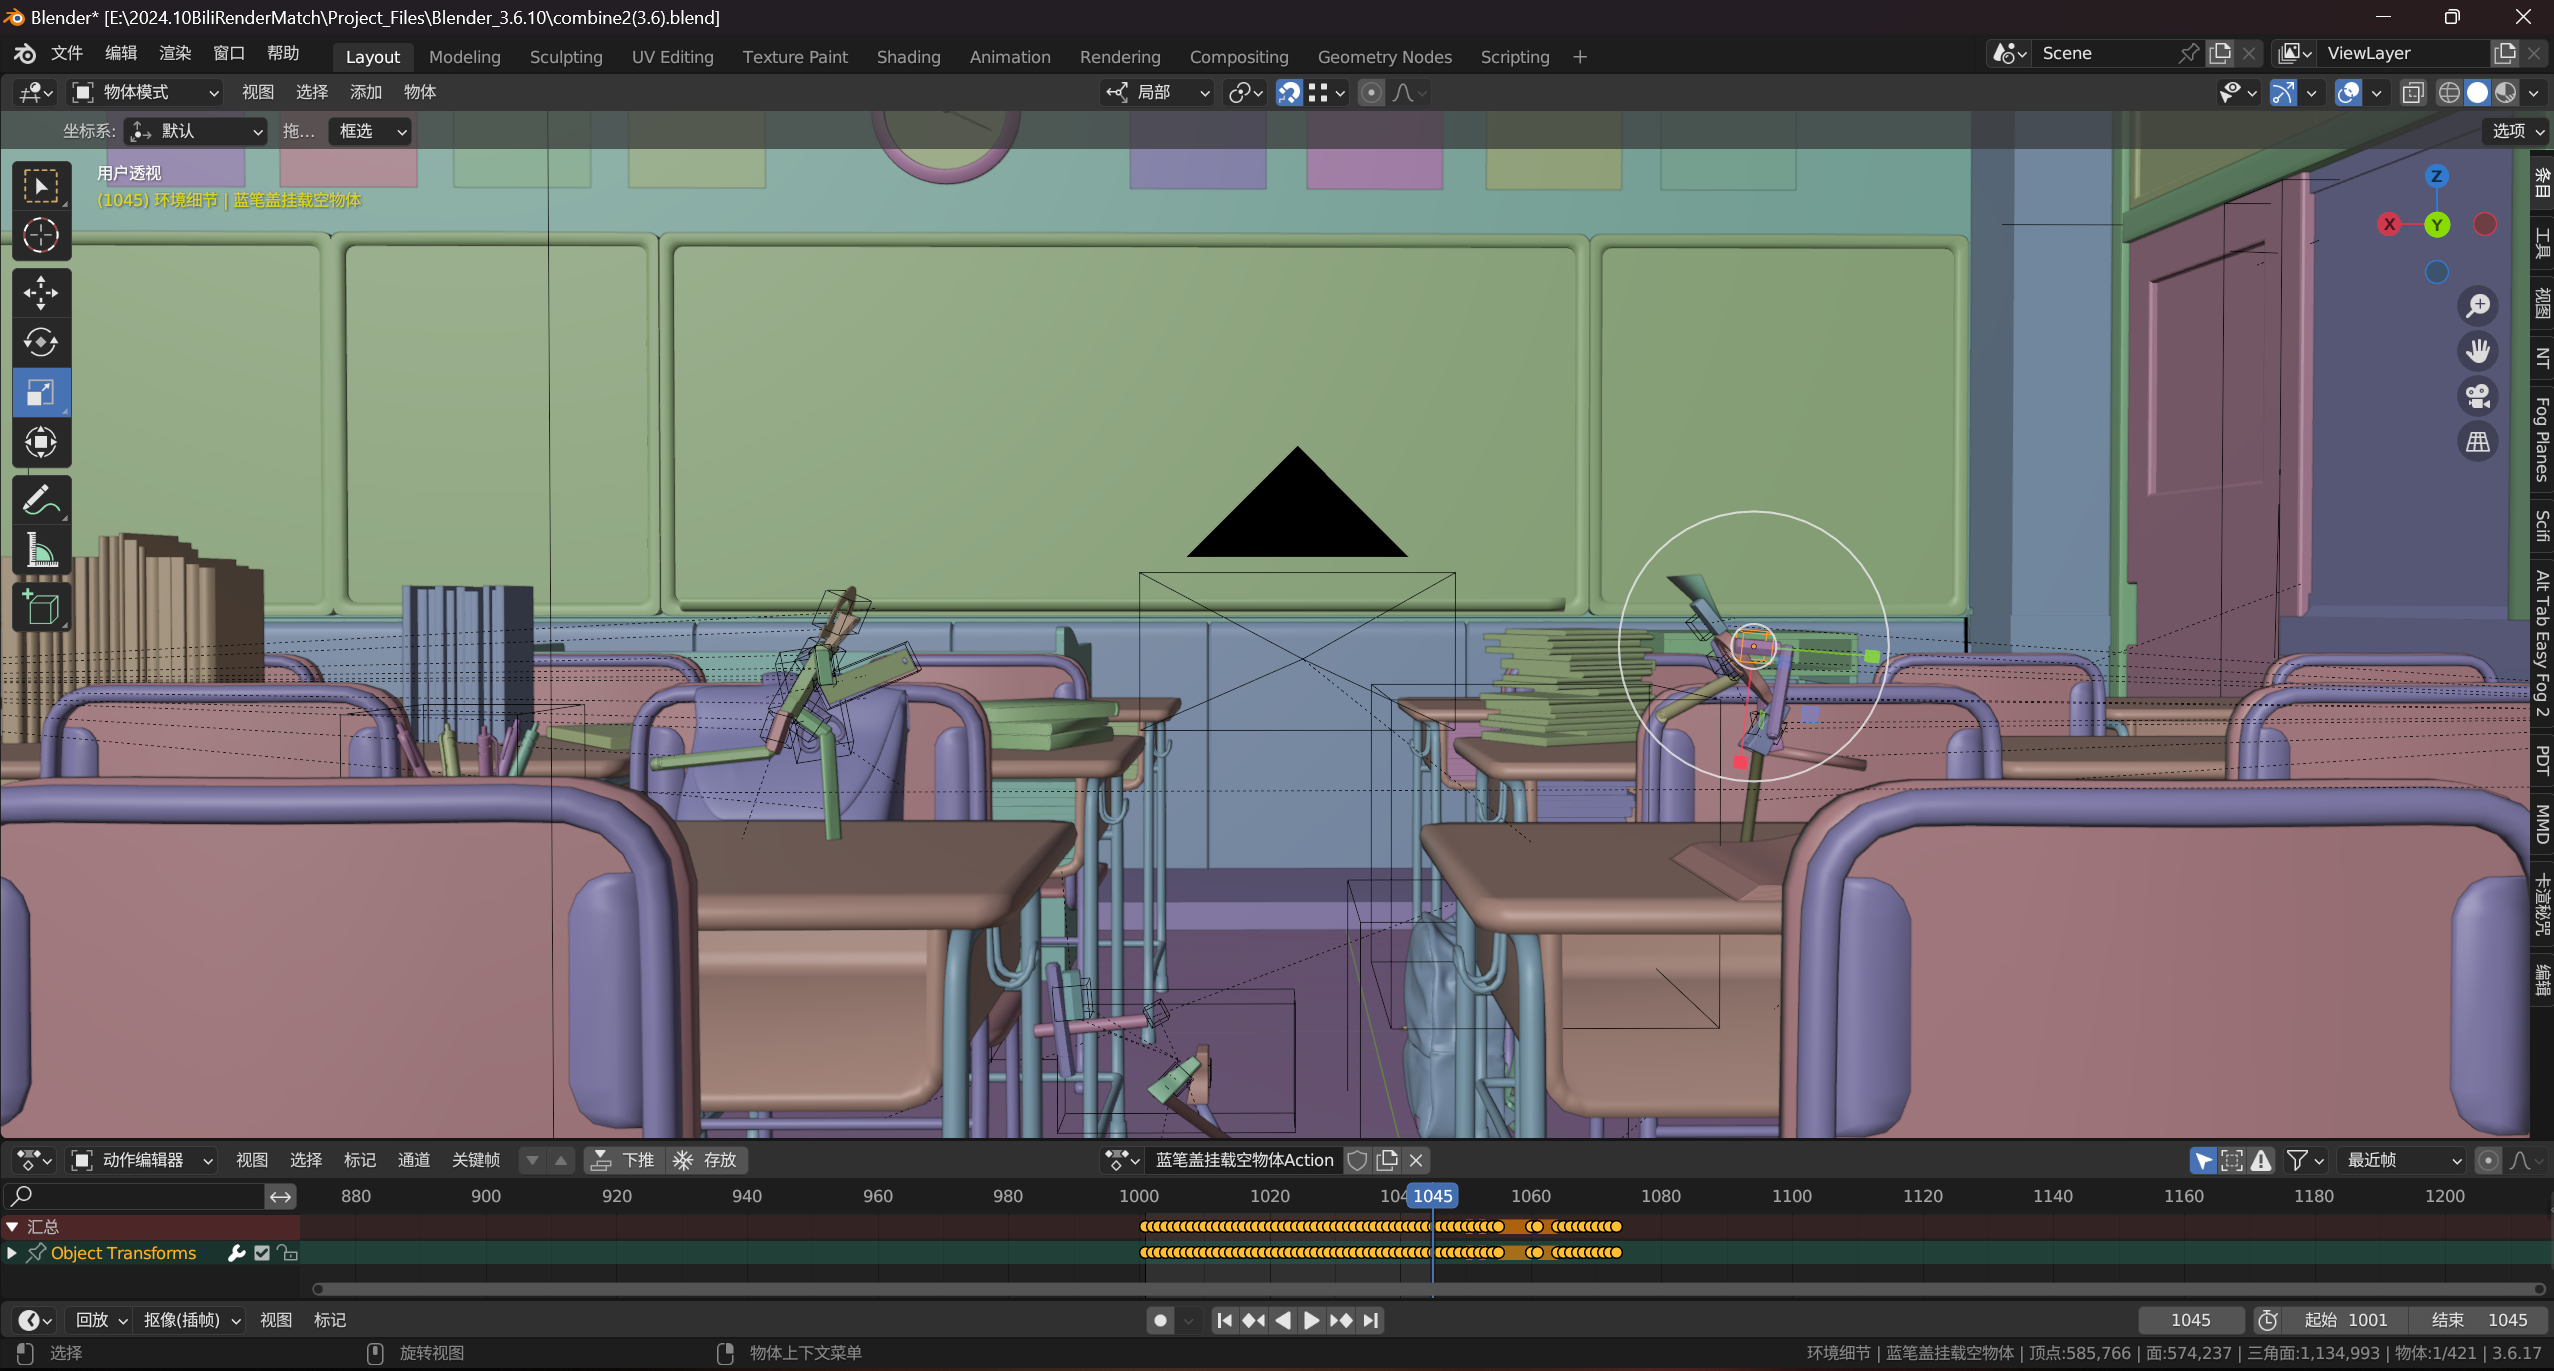 Blender* [E:\2024.10BiliRenderMatch\Project_Files\Blender_3.6.10\combine2(3.6).blend]
文件 编辑 渲染 窗口 帮助 Layout Modeling Sculpting UV Editing Texture Paint Shading Animation Rendering Compositing Geometry Nodes Scripting + Scene ViewLayer
物体模式 视图 选择 添加 物体 局部
坐标系: 默认 拖... 框选 选项
用户透视
(1045) 环境细节 | 蓝笔盖挂载空物体
Z
X Y
条目
工具
视图
NT
Fog Planes
Scifi
Alt Tab Easy Fog 2
PDT
MMD
卡渲秘咒
编辑
动作编辑器 视图 选择 标记 通道 关键帧 下推 存放 蓝笔盖挂载空物体Action 最近帧
880 900 920 940 960 980 1000 1020 104 1045 1060 1080 1100 1120 1140 1160 1180 1200
汇总
Object Transforms
回放 抠像(插帧) 视图 标记 1045 起始 1001 结束 1045
选择 旋转视图 物体上下文菜单 环境细节 | 蓝笔盖挂载空物体 | 顶点:585,766 | 面:574,237 | 三角面:1,134,993 | 物体:1/421 | 3.6.17